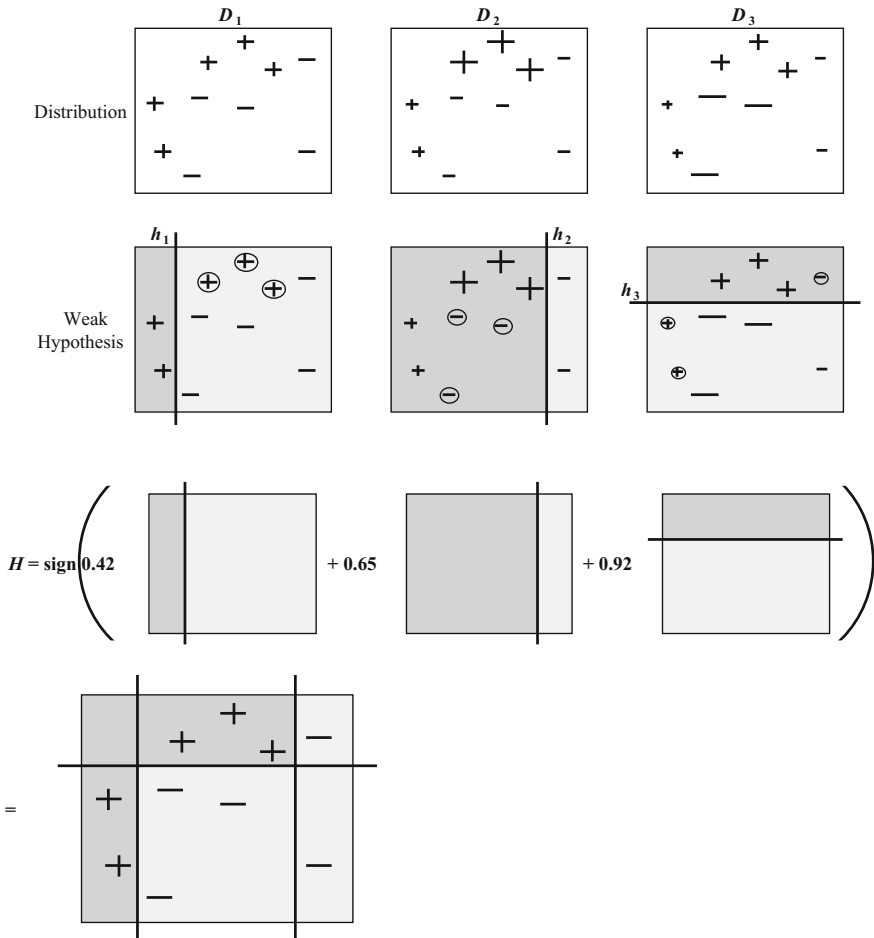 D1 D2 D3
Distribution
h1 h2
h3
Weak
Hypothesis
H = sign 0.42 + 0.65 + 0.92
=